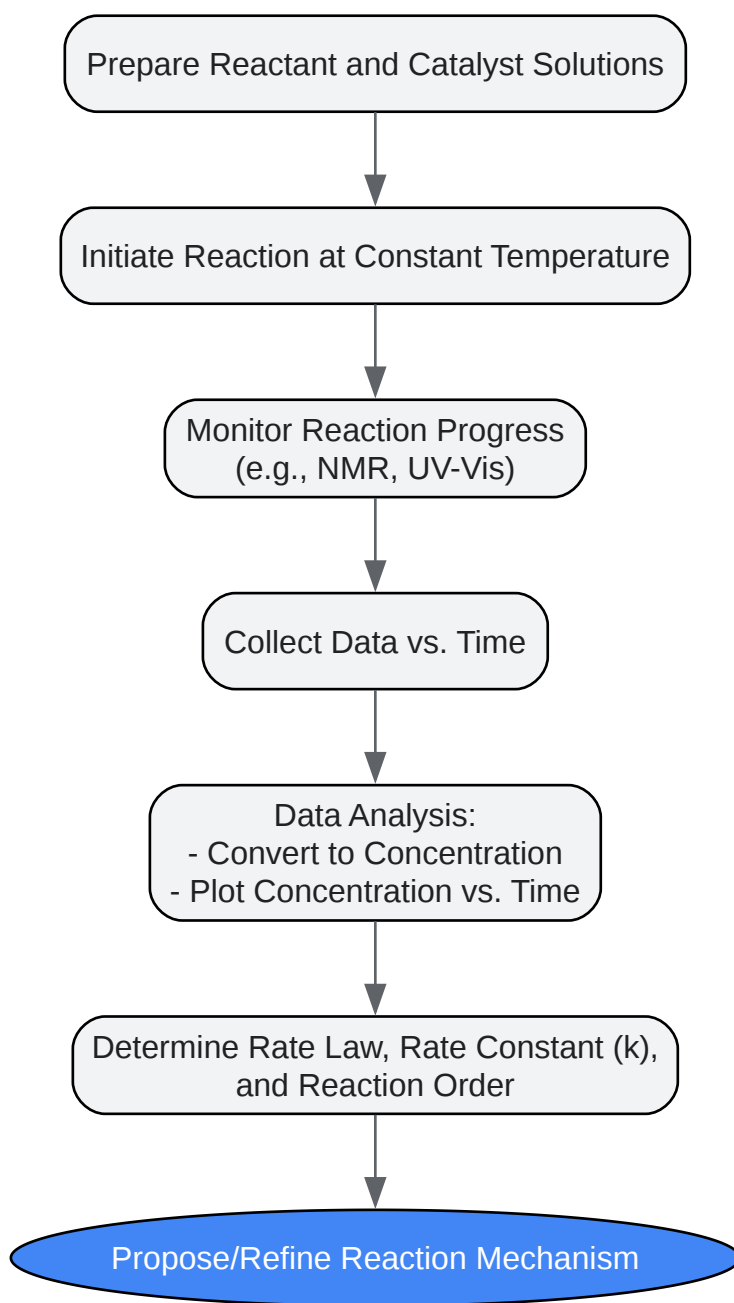 Prepare Reactant and Catalyst Solutions
Initiate Reaction at Constant Temperature
Monitor Reaction Progress
(e.g., NMR, UV-Vis)
Collect Data vs. Time
Data Analysis:
- Convert to Concentration
- Plot Concentration vs. Time
Determine Rate Law, Rate Constant (k),
and Reaction Order
Propose/Refine Reaction Mechanism